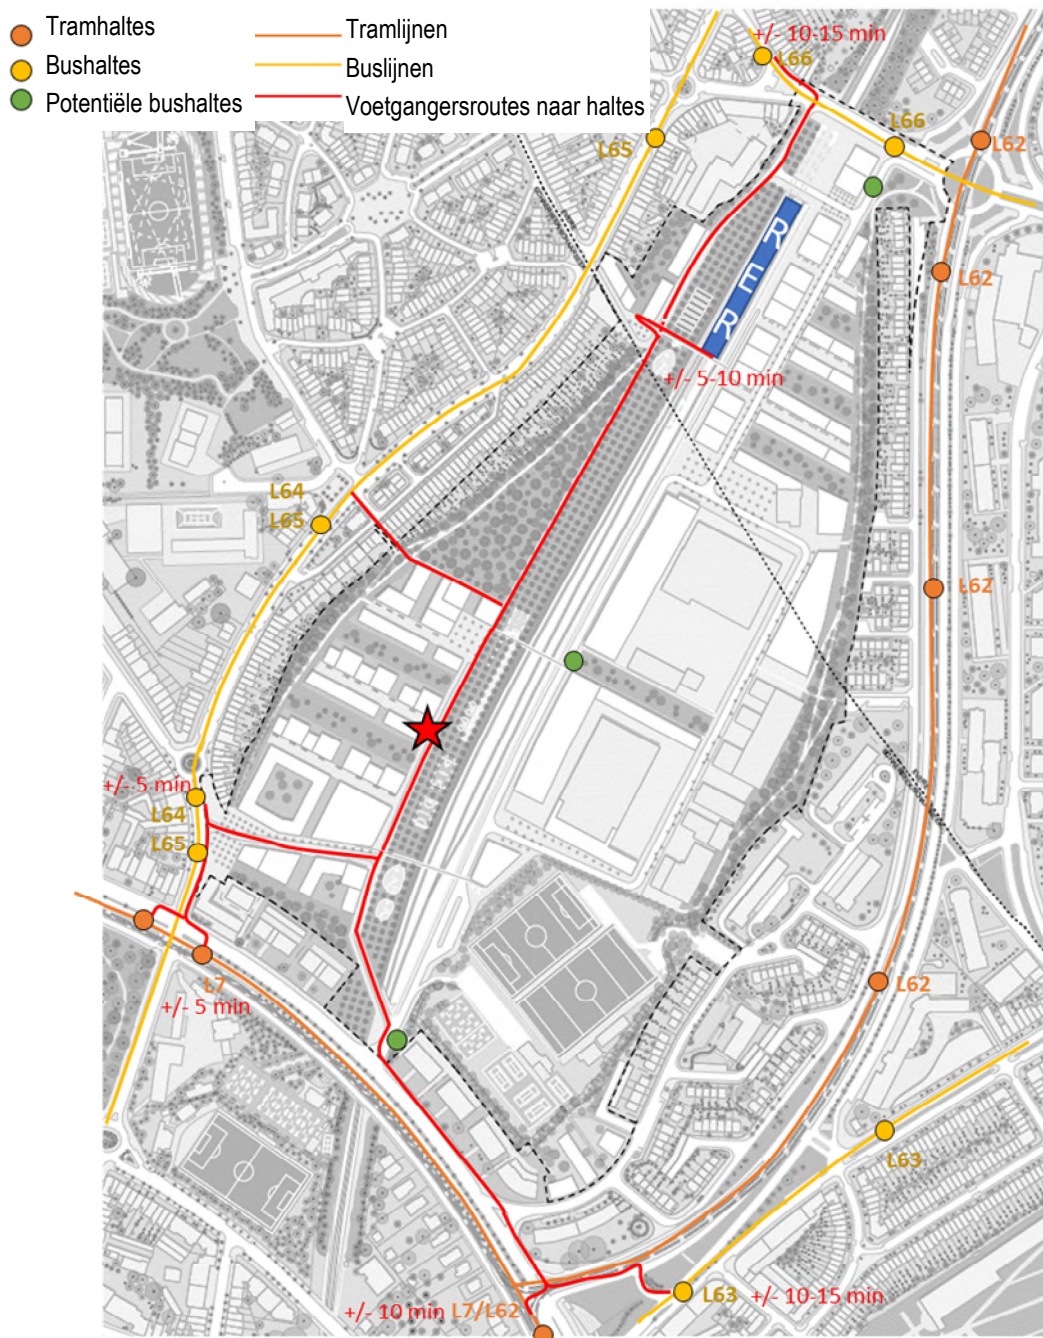 Tramhaltes
Bushaltes
Potentiële bushaltes
Tramlijnen
Buslijnen
Voetgangersroutes naar haltes
+/- 10-15 min
L66
L66
L62
L65
RER
L62
+/- 5-10 min
L64
L65
L62
+/- 5 min
L64
L65
L7
+/- 5 min
L62
L63
L63
+/- 10-15 min
+/- 10 min
L7/L62